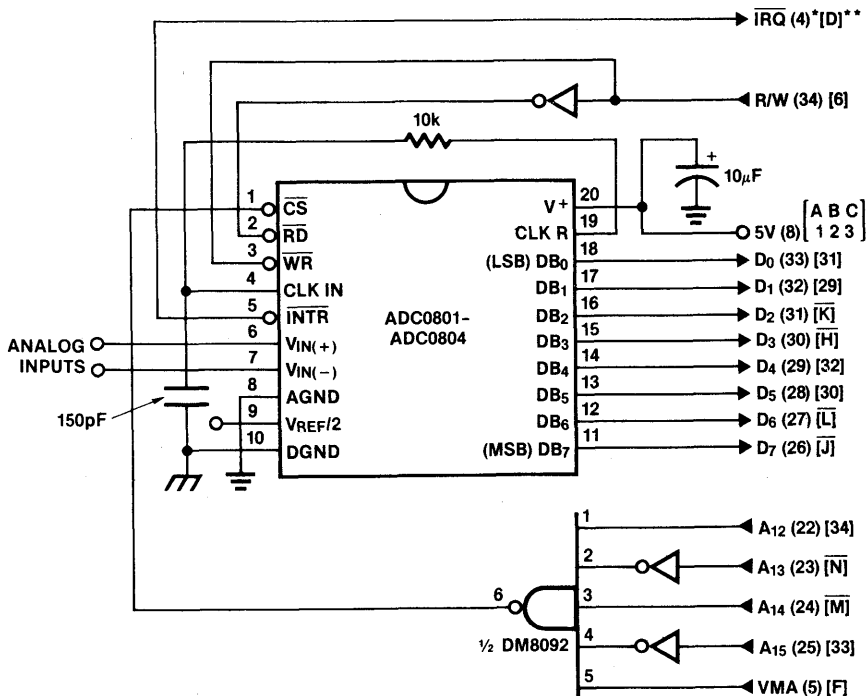 IRQ (4)*[D]**
R/W (34) [6]
10k
10µF
+
1 CS
2 RD
3 WR
4 CLK IN
5 INTR
6 VIN(+)
7 VIN(−)
8 AGND
9 VREF/2
10 DGND
ADC0801–
ADC0804
V+ 20
CLK R 19
(LSB) DB0 18
DB1 17
DB2 16
DB3 15
DB4 14
DB5 13
DB6 12
(MSB) DB7 11
5V (8) [A B C
1 2 3]
D0 (33) [31]
D1 (32) [29]
D2 (31) [K]
D3 (30) [H]
D4 (29) [32]
D5 (28) [30]
D6 (27) [L]
D7 (26) [J]
ANALOG
INPUTS
150pF
1 A12 (22) [34]
2 A13 (23) [N]
3 A14 (24) [M]
4 A15 (25) [33]
5 VMA (5) [F]
6
½ DM8092